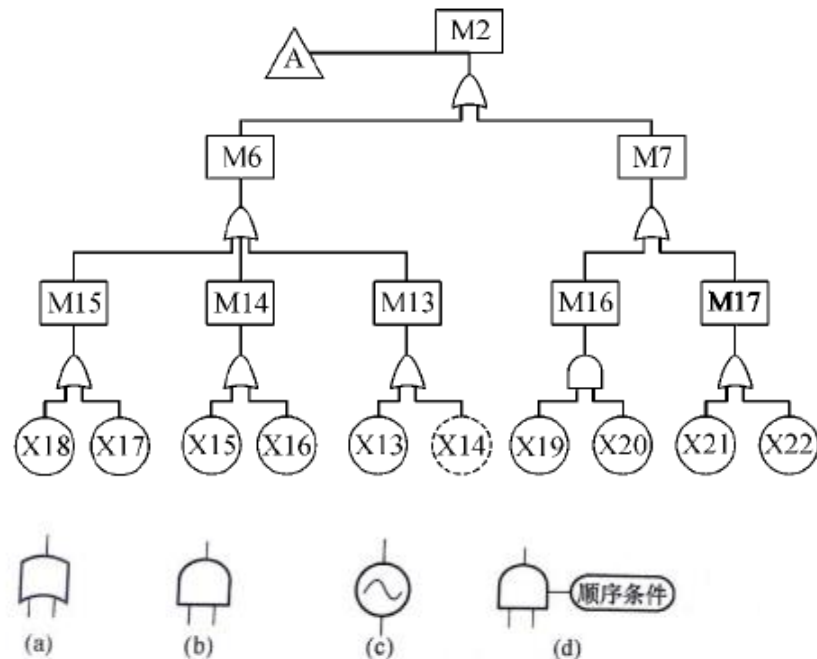 M2
A
M6
M7
M15
M14
M13
M16
M17
X18
X17
X15
X16
X13
X14
X19
X20
X21
X22
顺序条件
(a)
(b)
(c)
(d)